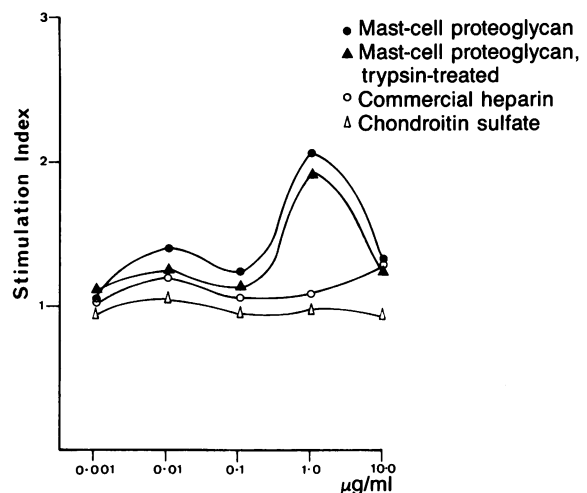 3
Mast-cell proteoglycan
Mast-cell proteoglycan,
trypsin-treated
Commercial heparin
Chondroitin sulfate
Stimulation Index
2
1
0·001
0·01
0·1
1·0
10·0
µg/ml